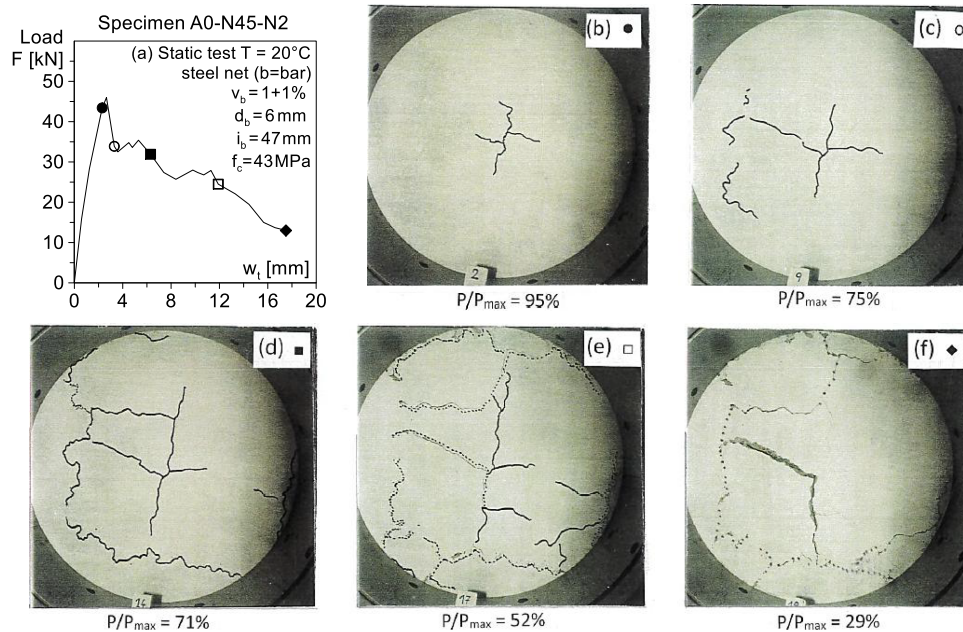 Specimen A0-N45-N2
Load
F [kN]
(a) Static test T = 20°C
steel net (b=bar)
v_b = 1+1%
d_b = 6 mm
i_b = 47 mm
f_c = 43 MPa
50
40
30
20
10
0
0 4 8 12 16 20
w_t [mm]
(b) ●
2
P/P_max = 95%
(c) ○
9
P/P_max = 75%
(d) ■
P/P_max = 71%
(e) □
17
P/P_max = 52%
(f) ◆
P/P_max = 29%